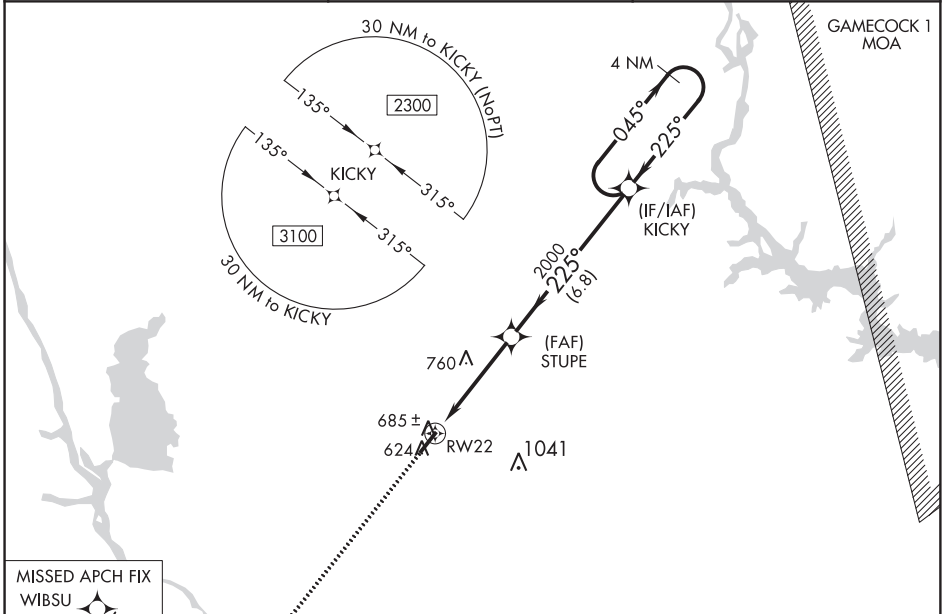 30 NM to KICKY (NoPT)
2300
135°
315°
KICKY
135°
315°
3100
30 NM to KICKY
4 NM
045°
225°
(IF/IAF)
KICKY
2000
225°
(6.8)
(FAF)
STUPE
760
685 ±
624
RW22
1041
GAMECOCK 1
MOA
MISSED APCH FIX
WIBSU